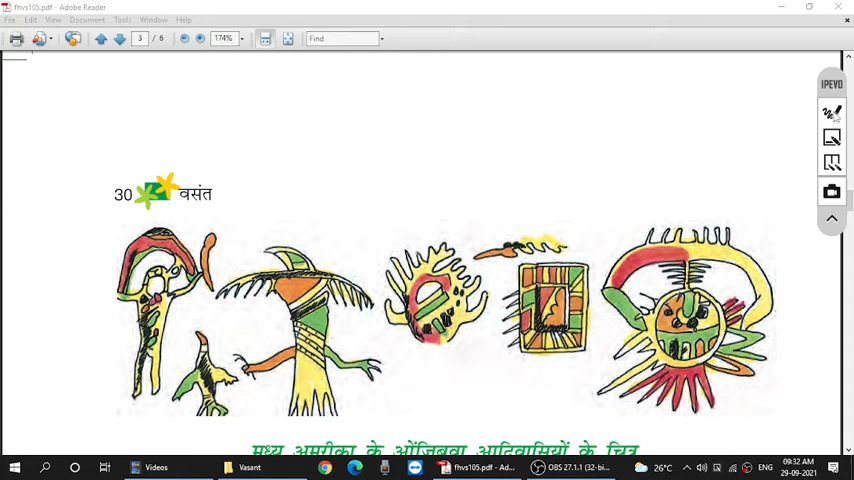 fhvs105.pdf - Adobe Reader
File Edit View Document Tools Window Help
3 / 6 174% Find
IPEVO
30 वसंत
मध्य अमरीका के ओंजिबवा आदिवासियों के चित्र
Videos Vasant fhvs105.pdf - Ado... OBS 27.1.1 (32-bi... 26°C ENG 09:32 AM
29-09-2021